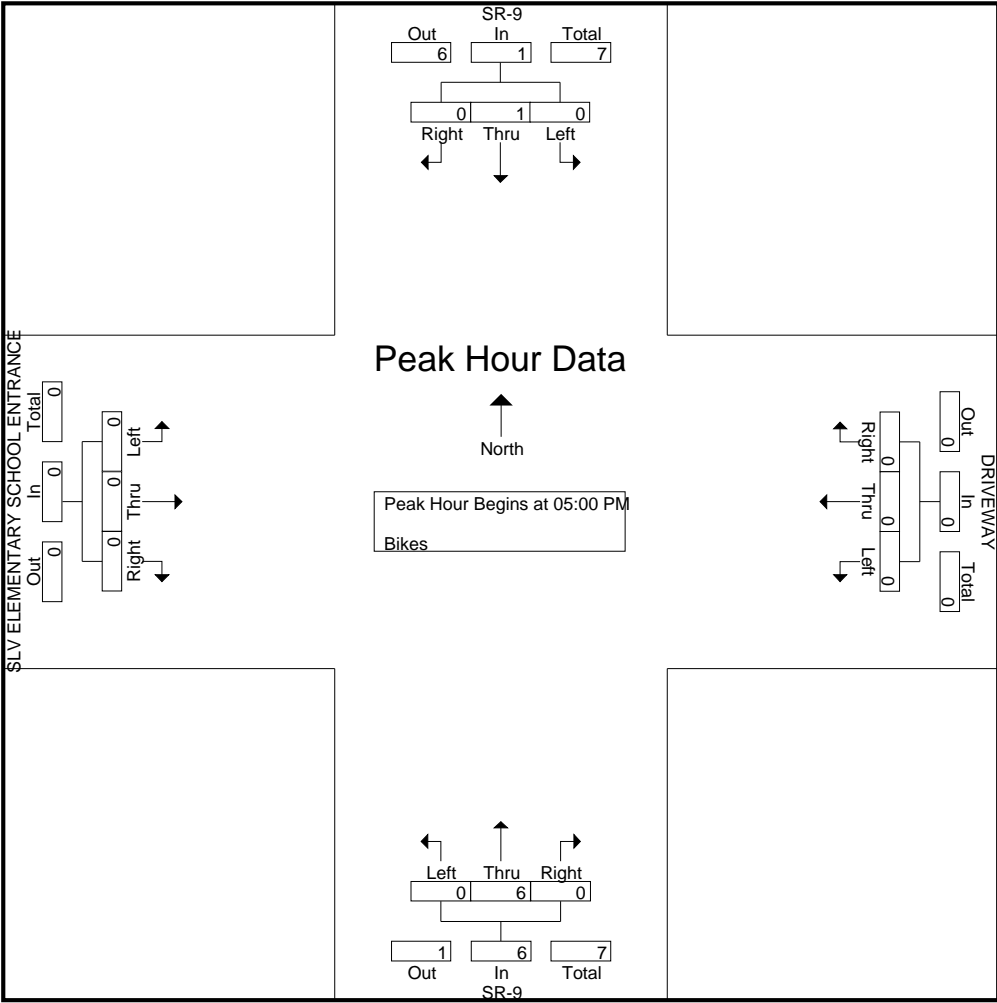 SR-9
Out In Total
6 1 7
0 1 0
Right Thru Left
Peak Hour Data
North
Peak Hour Begins at 05:00 PM
Bikes
SLV ELEMENTARY SCHOOL ENTRANCE
Out In Total
0 0 0
Right Thru Left
0 0 0
DRIVEWAY
Out In Total
0 0 0
Right Thru Left
0 0 0
Left Thru Right
0 6 0
1 6 7
Out In Total
SR-9